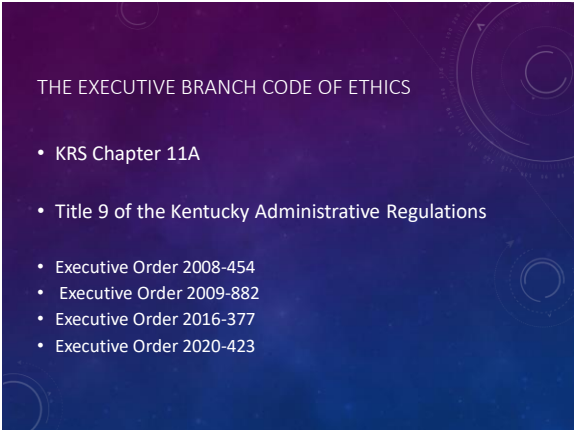 THE EXECUTIVE BRANCH CODE OF ETHICS
• KRS Chapter 11A
• Title 9 of the Kentucky Administrative Regulations
• Executive Order 2008-454
• Executive Order 2009-882
• Executive Order 2016-377
• Executive Order 2020-423